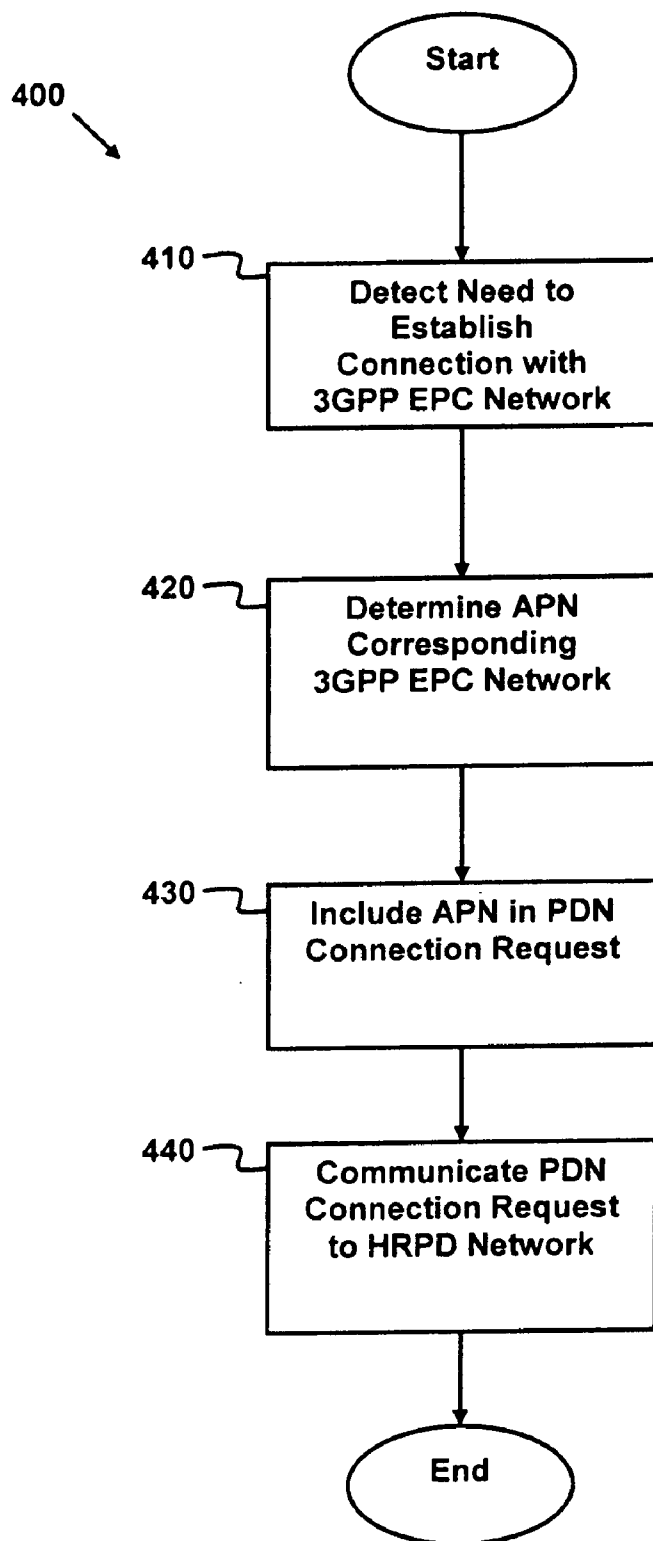 Start
400
410
Detect Need to
Establish
Connection with
3GPP EPC Network
420
Determine APN
Corresponding
3GPP EPC Network
430
Include APN in PDN
Connection Request
440
Communicate PDN
Connection Request
to HRPD Network
End